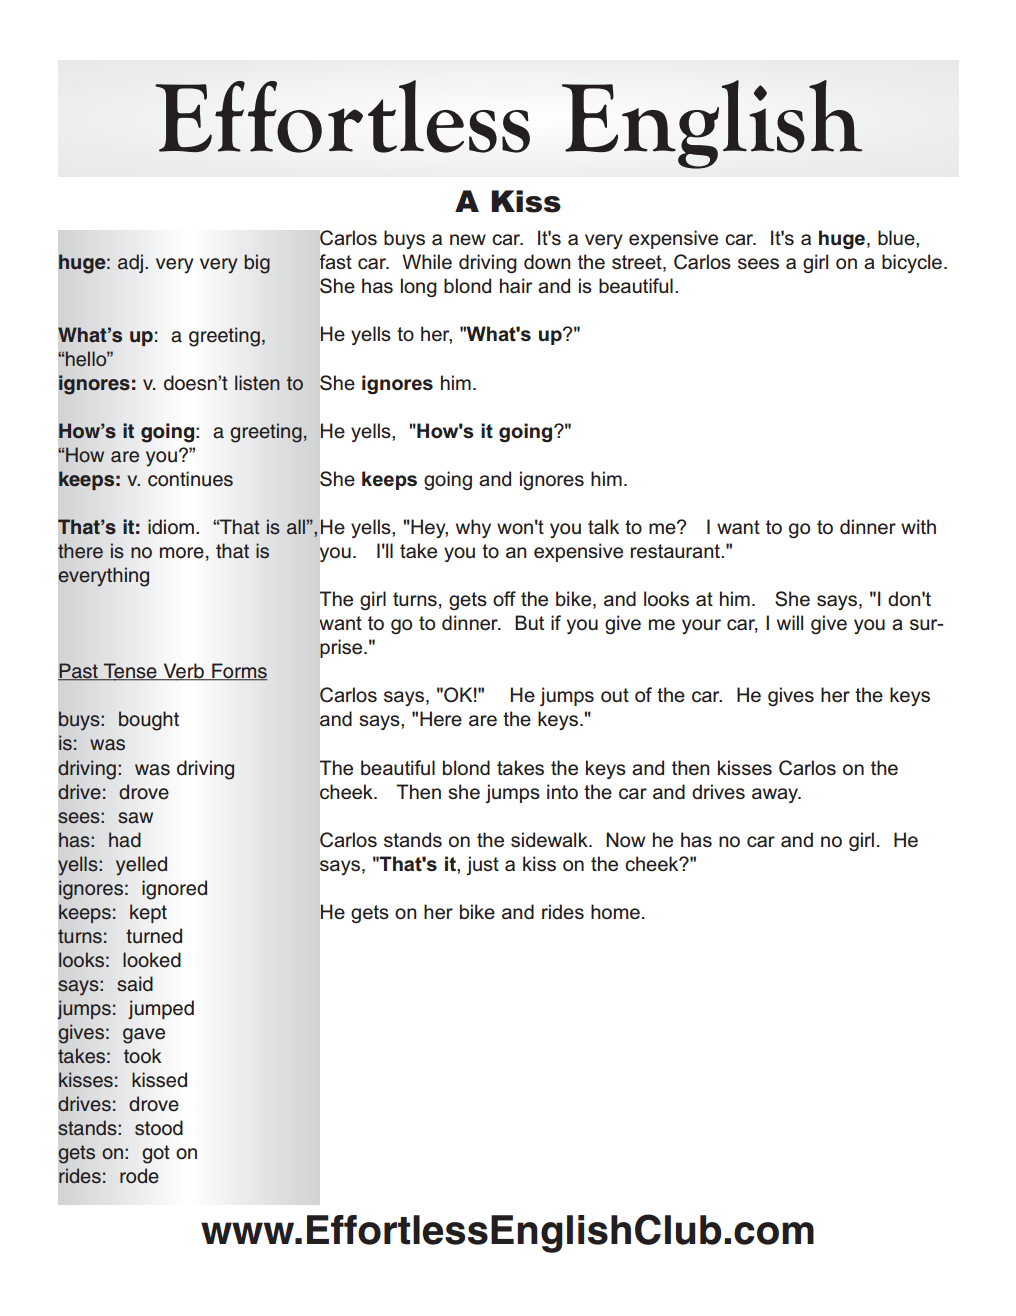 Effortless English
A Kiss
huge: adj. very very big
What’s up:  a greeting,
“hello”
ignores: v. doesn’t listen to
How’s it going:  a greeting,
“How are you?”
keeps: v. continues
That’s it: idiom.  “That is all”,
there is no more, that is
everything
Past Tense Verb Forms
buys:  bought
is:  was
driving:  was driving
drive:  drove
sees:  saw
has:  had
yells:  yelled
ignores:  ignored
keeps:  kept
turns:   turned
looks:  looked
says:  said
jumps:  jumped
gives:  gave
takes:  took
kisses:  kissed
drives:  drove
stands:  stood
gets on:  got on
rides:  rode
Carlos buys a new car.  It's a very expensive car.  It's a huge, blue,
fast car.  While driving down the street, Carlos sees a girl on a bicycle.
She has long blond hair and is beautiful.
He yells to her, "What's up?"
She ignores him.
He yells,  "How's it going?"
She keeps going and ignores him.
He yells, "Hey, why won't you talk to me?   I want to go to dinner with
you.   I'll take you to an expensive restaurant."
The girl turns, gets off the bike, and looks at him.   She says, "I don't
want to go to dinner.  But if you give me your car, I will give you a sur-
prise."
Carlos says, "OK!"    He jumps out of the car.  He gives her the keys
and says, "Here are the keys."
The beautiful blond takes the keys and then kisses Carlos on the
cheek.   Then she jumps into the car and drives away.
Carlos stands on the sidewalk.  Now he has no car and no girl.  He
says, "That's it, just a kiss on the cheek?"
He gets on her bike and rides home.
www.EffortlessEnglishClub.com